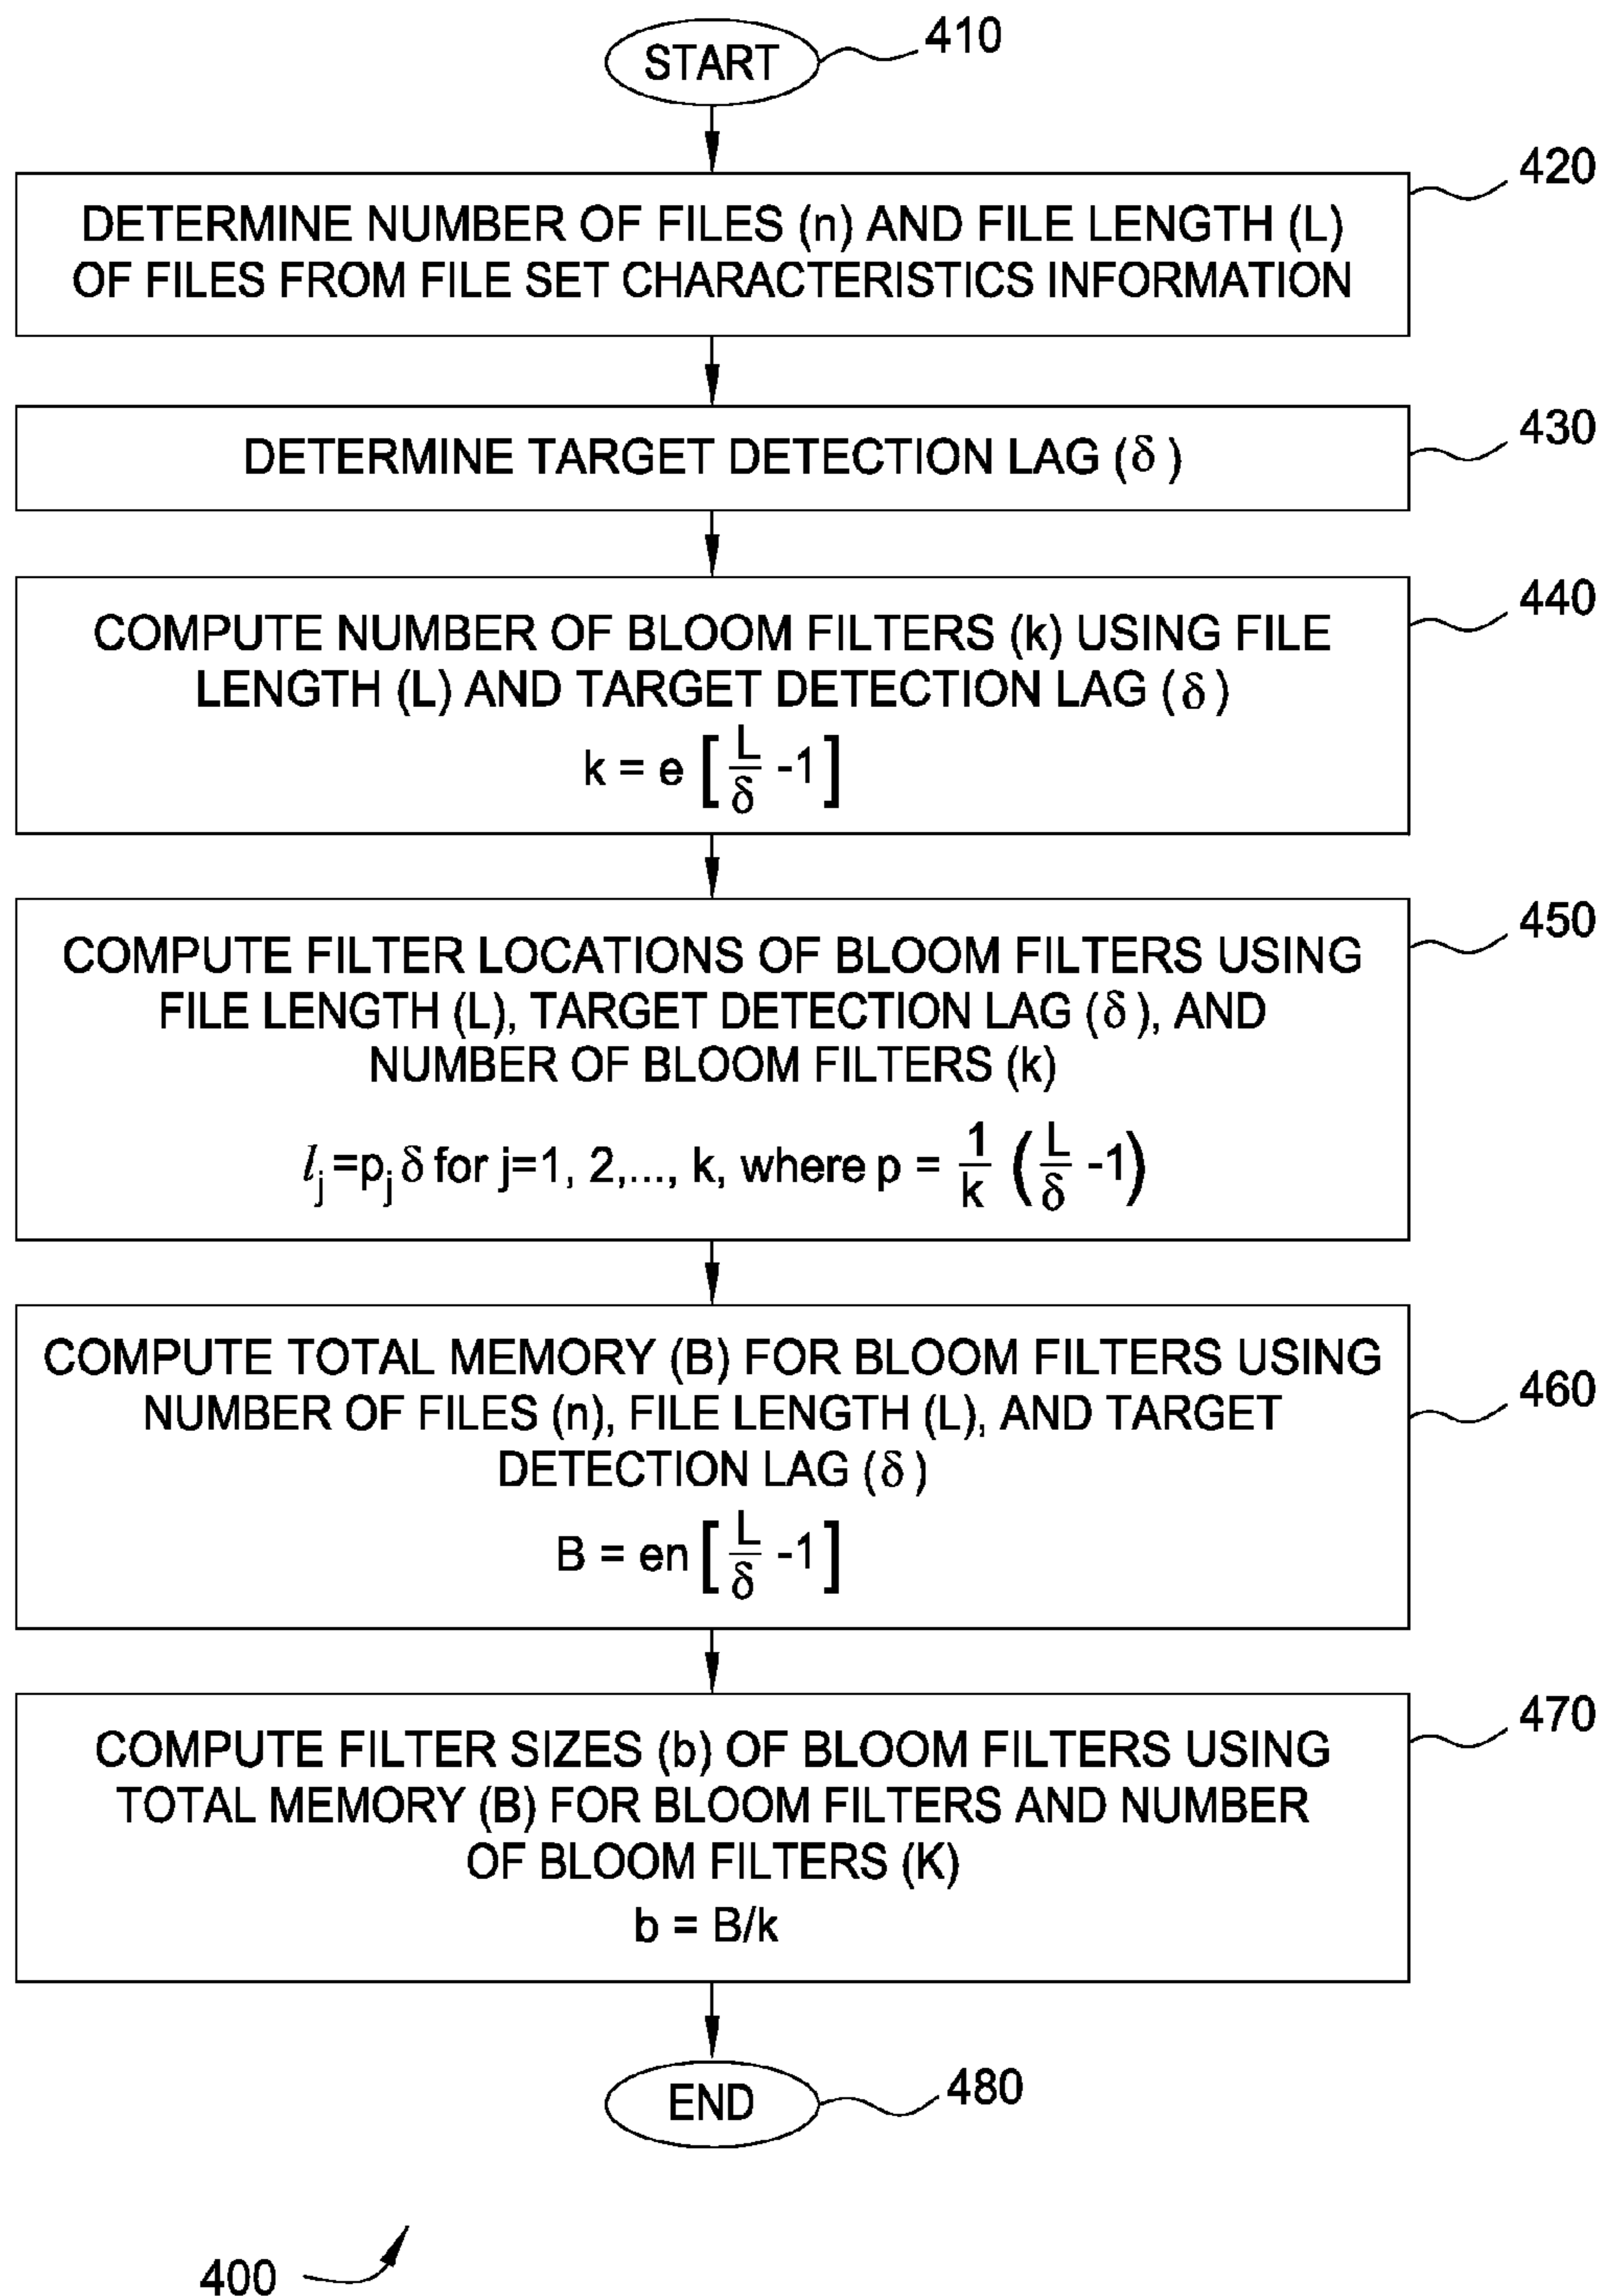 START
410
420
DETERMINE NUMBER OF FILES (n) AND FILE LENGTH (L)
OF FILES FROM FILE SET CHARACTERISTICS INFORMATION
430
DETERMINE TARGET DETECTION LAG (δ)
440
COMPUTE NUMBER OF BLOOM FILTERS (k) USING FILE
LENGTH (L) AND TARGET DETECTION LAG (δ)
k = e [ L/δ -1 ]
450
COMPUTE FILTER LOCATIONS OF BLOOM FILTERS USING
FILE LENGTH (L), TARGET DETECTION LAG (δ), AND
NUMBER OF BLOOM FILTERS (k)
l_j=p_j δ for j=1, 2,..., k, where p = 1/k ( L/δ -1 )
COMPUTE TOTAL MEMORY (B) FOR BLOOM FILTERS USING
460
NUMBER OF FILES (n), FILE LENGTH (L), AND TARGET
DETECTION LAG (δ)
B = en [ L/δ -1 ]
470
COMPUTE FILTER SIZES (b) OF BLOOM FILTERS USING
TOTAL MEMORY (B) FOR BLOOM FILTERS AND NUMBER
OF BLOOM FILTERS (K)
b = B/k
END
480
400